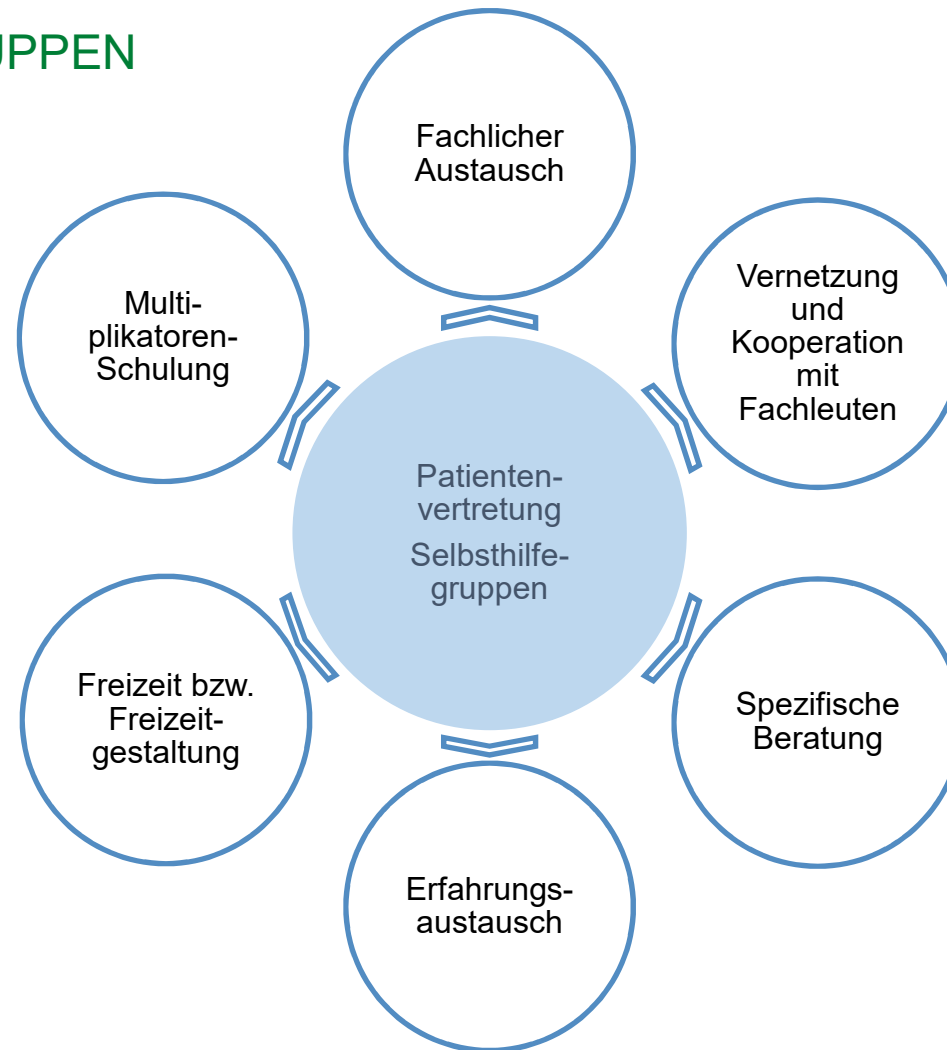 UPPEN
Fachlicher
Austausch
Vernetzung
und
Kooperation
mit
Fachleuten
Spezifische
Beratung
Erfahrungs-
austausch
Freizeit bzw.
Freizeit-
gestaltung
Multi-
plikatoren-
Schulung
Patienten-
vertretung
Selbsthilfe-
gruppen